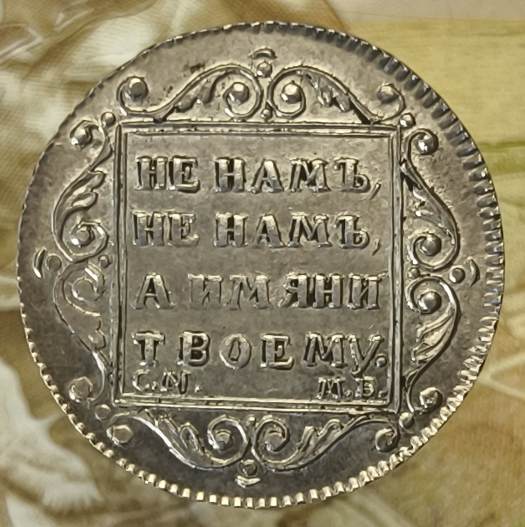 НЕ НАМЪ,
НЕ НАМЪ,
А ИМЯНИ
ТВОЕМУ.
С.М. М.Б.